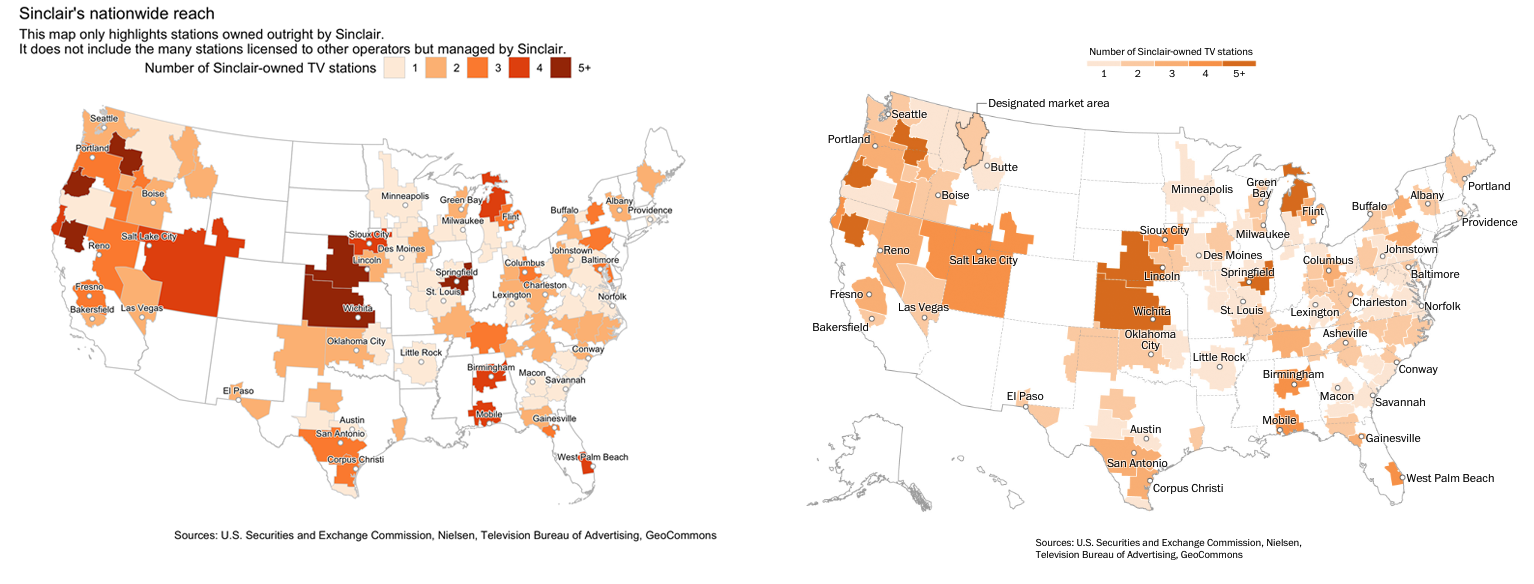 Sinclair's nationwide reach
This map only highlights stations owned outright by Sinclair.
It does not include the many stations licensed to other operators but managed by Sinclair.
Number of Sinclair-owned TV stations 1 2 3 4 5+
Seattle
Portland
Boise
Minneapolis
Green Bay
Milwaukee
Flint
Buffalo
Albany
Providence
Salt Lake City
Reno
Sioux City
Des Moines
Lincoln
Johnstown
Baltimore
Columbus
Springfield
Charleston
St. Louis
Lexington
Norfolk
Fresno
Bakersfield
Las Vegas
Wichita
Oklahoma City
Little Rock
Conway
Birmingham
Macon
Savannah
El Paso
Mobile
Gainesville
Austin
San Antonio
Corpus Christi
West Palm Beach
Sources: U.S. Securities and Exchange Commission, Nielsen, Television Bureau of Advertising, GeoCommons
Number of Sinclair-owned TV stations
1 2 3 4 5+
Designated market area
Seattle
Portland
Butte
Boise
Minneapolis
Green
Bay
Milwaukee
Flint
Buffalo
Albany
Portland
Providence
Sioux City
Reno
Salt Lake City
Des Moines
Johnstown
Lincoln
Springfield
Columbus
Baltimore
Fresno
Las Vegas
Bakersfield
Wichita
St. Louis
Lexington
Charleston
Norfolk
Oklahoma
City
Asheville
Little Rock
Birmingham
Conway
Macon
Savannah
El Paso
Mobile
Gainesville
Austin
San Antonio
Corpus Christi
West Palm Beach
Sources: U.S. Securities and Exchange Commission, Nielsen,
Television Bureau of Advertising, GeoCommons